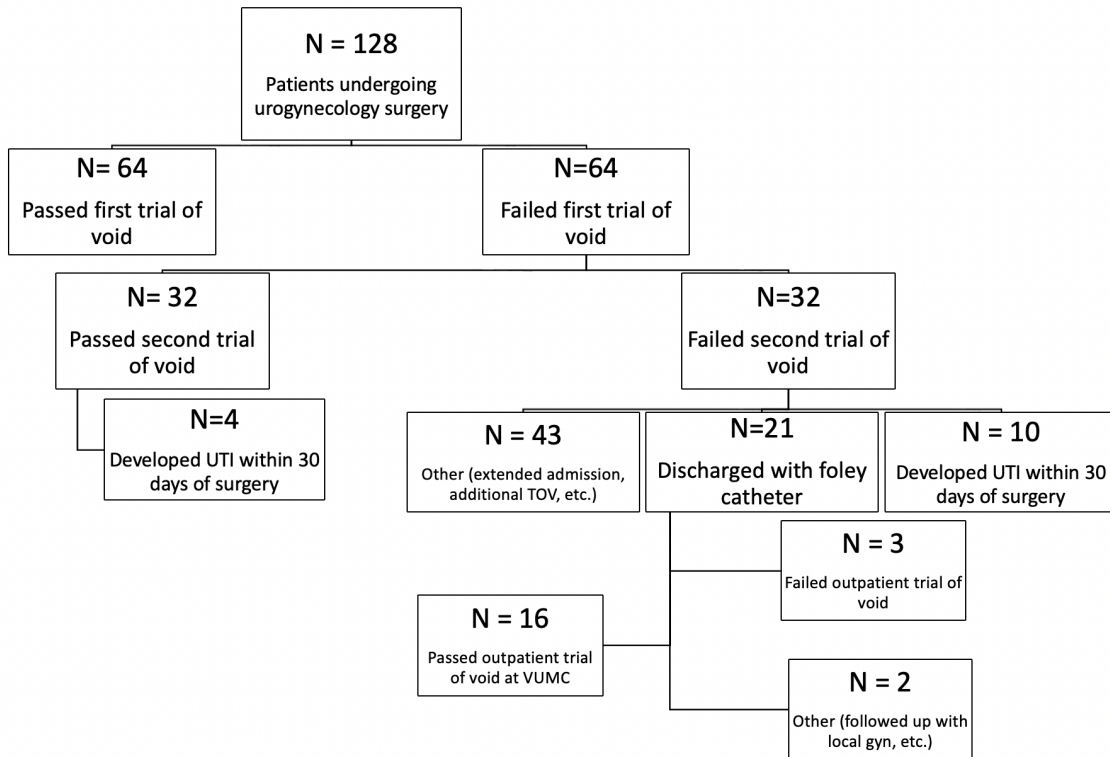 N = 128
Patients undergoing
urogynecology surgery
N= 64
Passed first trial of
void
N=64
Failed first trial of
void
N= 32
Passed second trial
of void
N=32
Failed second trial of
void
N=4
Developed UTI within 30
days of surgery
N = 43
Other (extended admission,
additional TOV, etc.)
N=21
Discharged with foley
catheter
N = 10
Developed UTI within 30
days of surgery
N = 3
Failed outpatient trial of
void
N = 16
Passed outpatient trial
of void at VUMC
N = 2
Other (followed up with
local gyn, etc.)